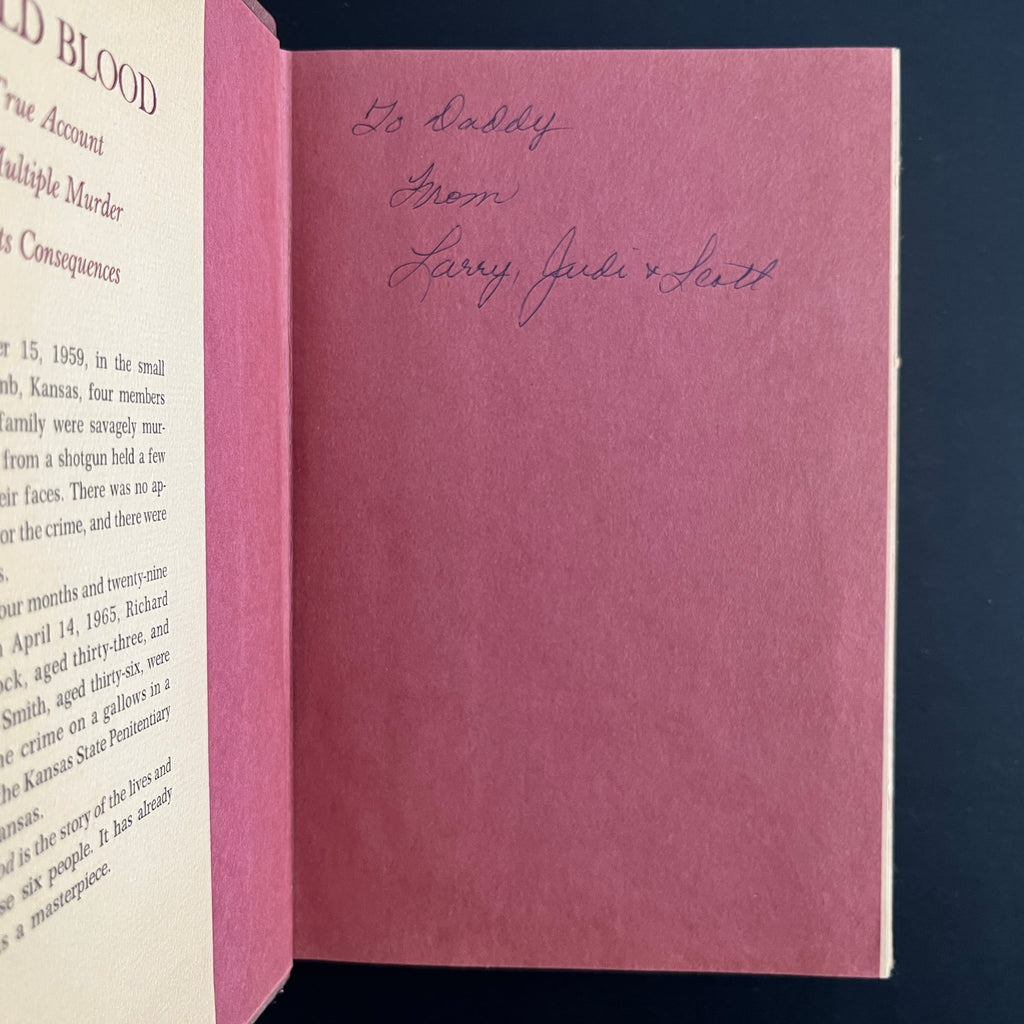 LD BLOOD
True Account
Multiple Murder
ts Consequences
er 15, 1959, in the small
mb, Kansas, four members
family were savagely mur-
from a shotgun held a few
eir faces. There was no ap-
or the crime, and there were
s.
our months and twenty-nine
April 14, 1965, Richard
ock, aged thirty-three, and
Smith, aged thirty-six, were
he crime on a gallows in a
the Kansas State Penitentiary
ansas.
od is the story of the lives and
se six people. It has already
s a masterpiece.
To Daddy
From
Larry, Judi & Scott